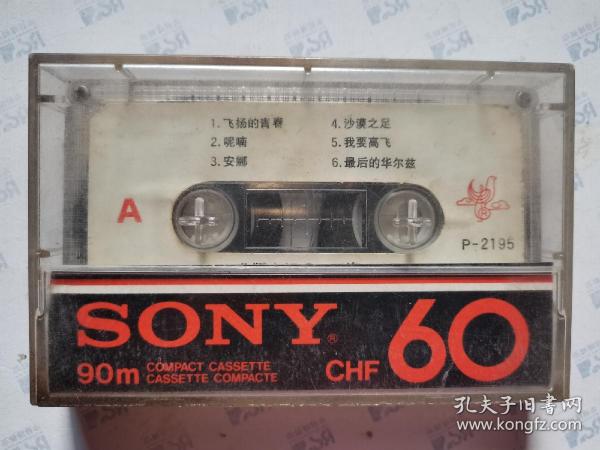 1.飞扬的青春
2.呢喃
3.安娜
4.沙漠之足
5.我要高飞
6.最后的华尔兹
A
P-2195
SONY®
90m COMPACT CASSETTE
CASSETTE COMPACTE
CHF 60
孔夫子旧书网
www.kongfz.com